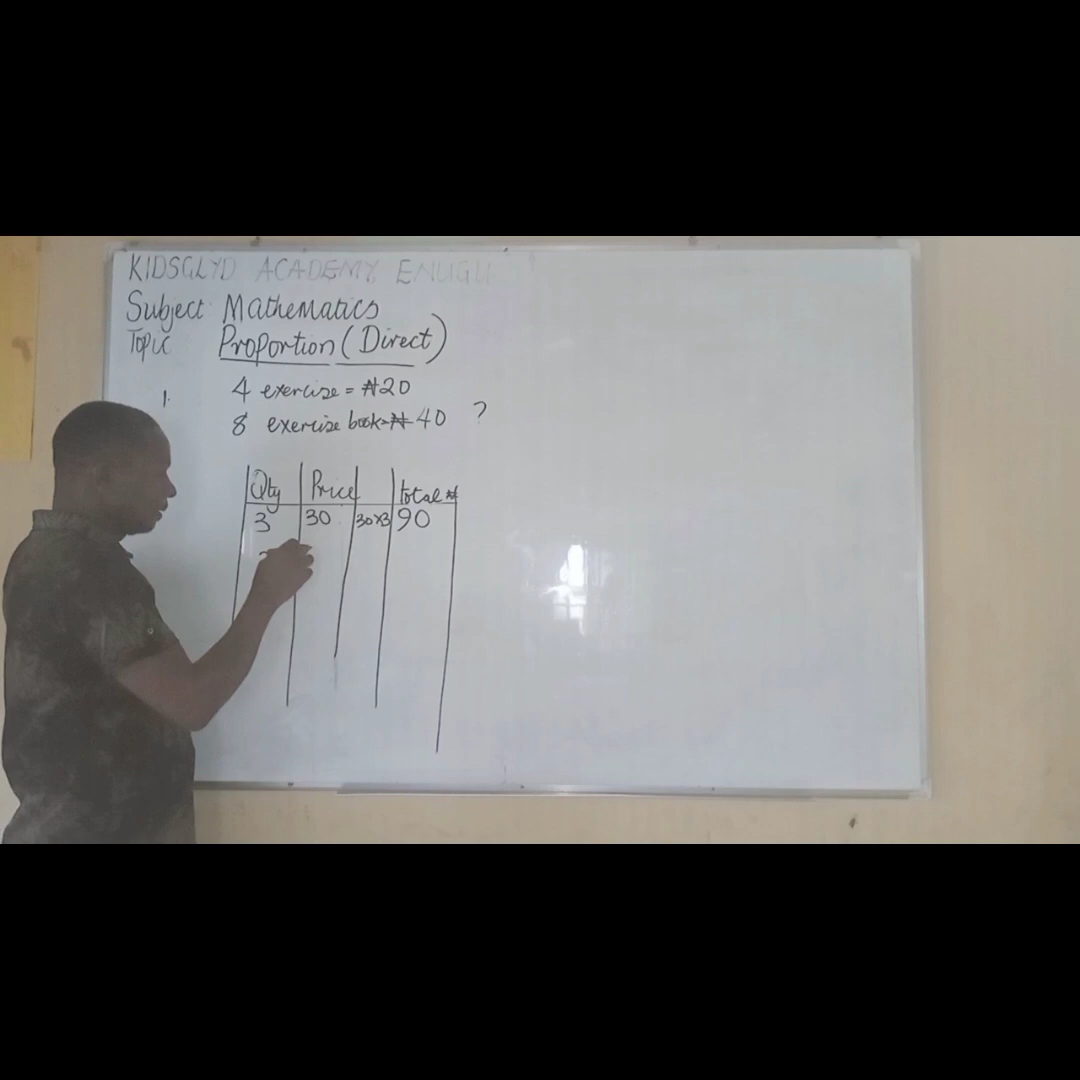 KIDSGLYD ACADEMY ENUGU
Subject: Mathematics
Topic Proportion (Direct)
1. 4 exercise = ₦20
8 exercise book = ₦ 40 ?
Qty Price total ₦
3 30 30x3 90